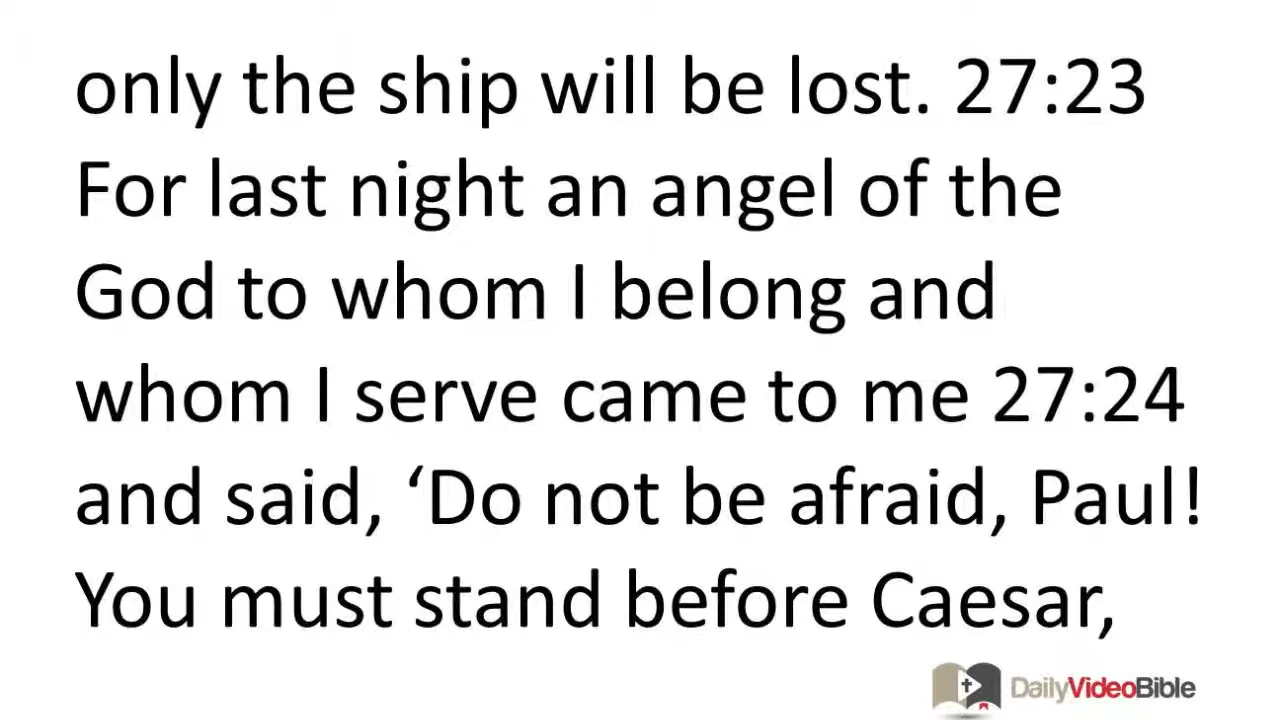 only the ship will be lost. 27:23
For last night an angel of the
God to whom I belong and
whom I serve came to me 27:24
and said, ‘Do not be afraid, Paul!
You must stand before Caesar,
DailyVideoBible